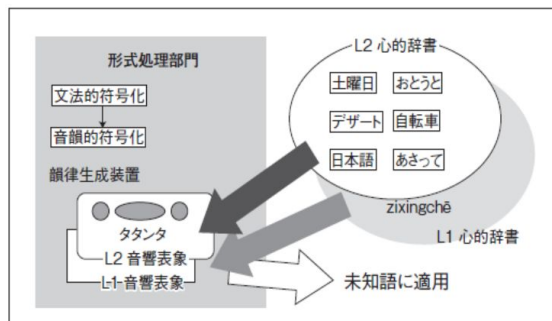 形式処理部門
文法的符号化
音韻的符号化
韻律生成装置
タタンタ
L2 音響表象
L1 音響表象
L2 心的辞書
土曜日 おとうと
デザート 自転車
日本語 あさって
zixingchē
L1 心的辞書
未知語に適用